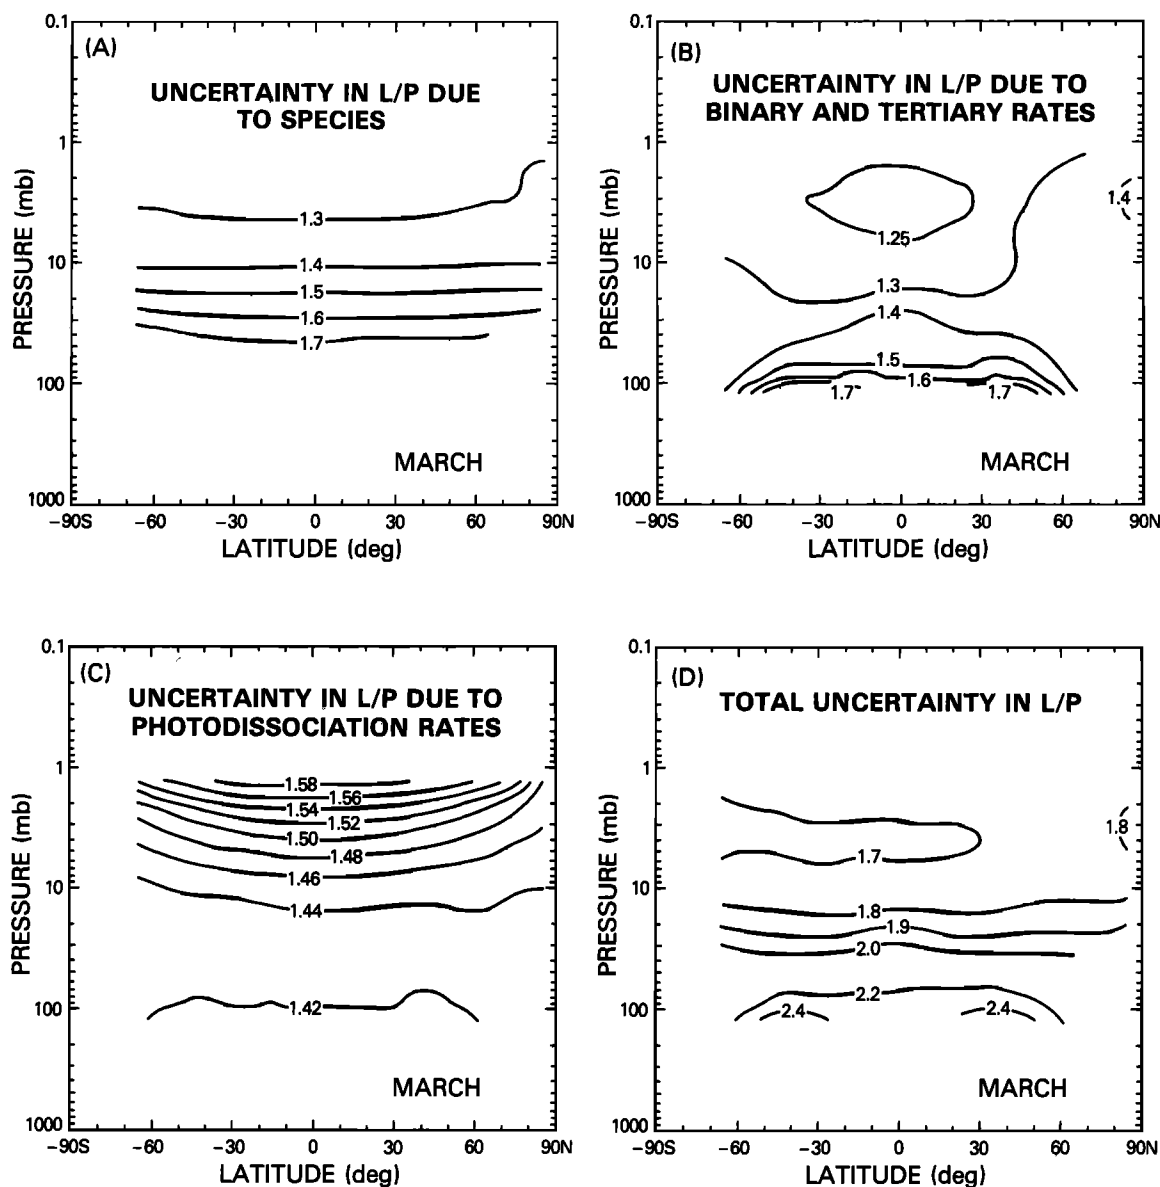 (A)
UNCERTAINTY IN L/P DUE
TO SPECIES
0.1
1
10
100
1000
PRESSURE (mb)
1.3
1.4
1.5
1.6
1.7
MARCH
-90S -60 -30 0 30 60 90N
LATITUDE (deg)
(B)
UNCERTAINTY IN L/P DUE TO
BINARY AND TERTIARY RATES
0.1
1
10
100
1000
PRESSURE (mb)
1.4
1.25
1.3
1.4
1.5
1.6
1.7 1.7
MARCH
-90S -60 -30 0 30 60 90N
LATITUDE (deg)
(C)
UNCERTAINTY IN L/P DUE TO
PHOTODISSOCIATION RATES
0.1
1
10
100
1000
PRESSURE (mb)
1.58
1.56
1.54
1.52
1.50
1.48
1.46
1.44
1.42
MARCH
-90S -60 -30 0 30 60 90N
LATITUDE (deg)
(D)
TOTAL UNCERTAINTY IN L/P
0.1
1
10
100
1000
PRESSURE (mb)
1.8
1.7
1.8
1.9
2.0
2.2
2.4 2.4
MARCH
-90S -60 -30 0 30 60 90N
LATITUDE (deg)